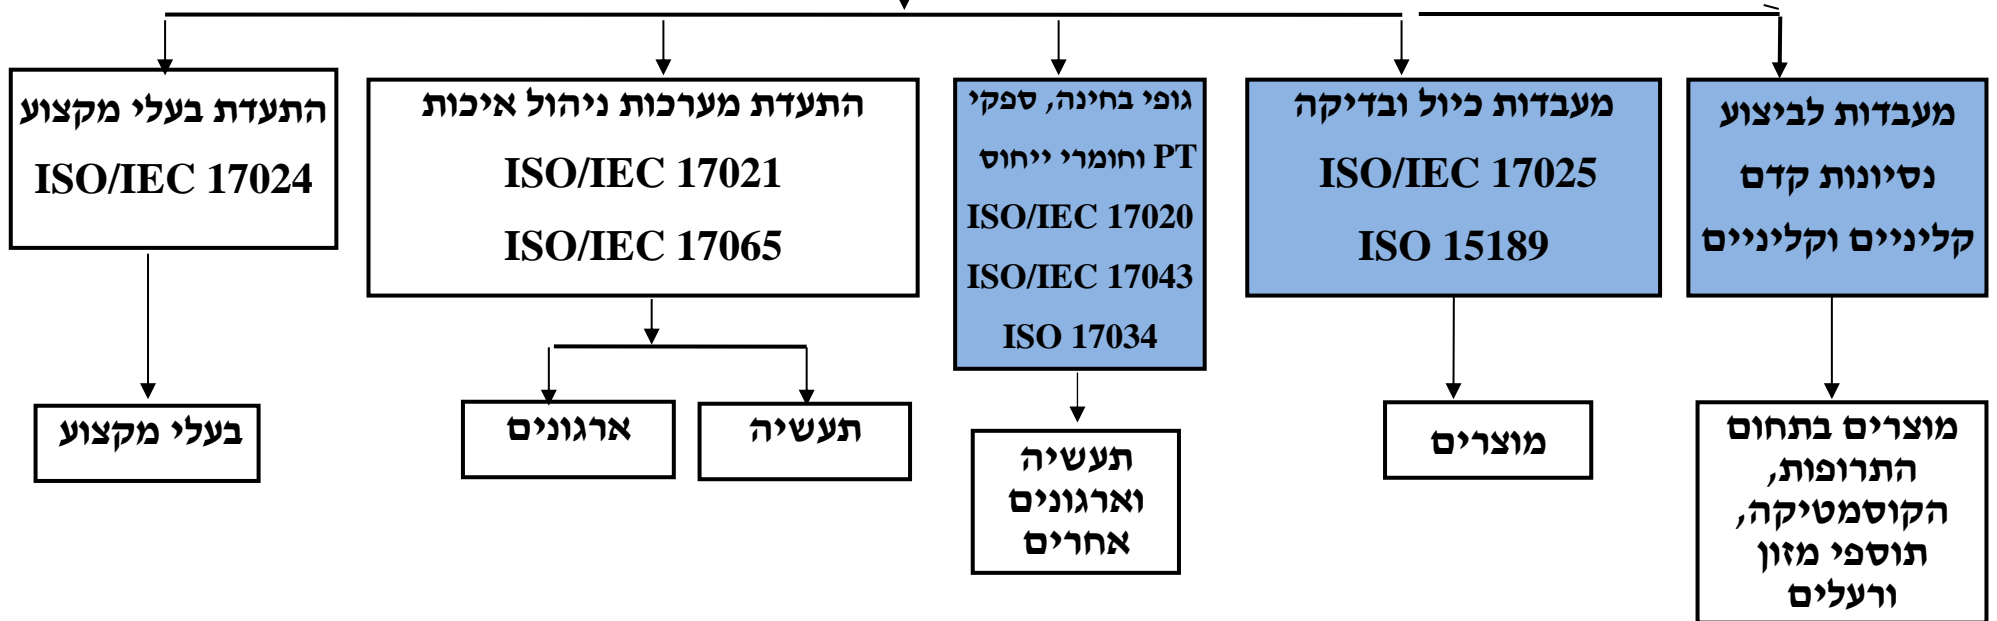 מעבדות לביצוע
נסיונות קדם
קליניים וקליניים
מעבדות כיול ובדיקה
ISO/IEC 17025
ISO 15189
גופי בחינה, ספקי
PT וחומרי ייחוס
ISO/IEC 17020
ISO/IEC 17043
ISO 17034
התעדת מערכות ניהול איכות
ISO/IEC 17021
ISO/IEC 17065
התעדת בעלי מקצוע
ISO/IEC 17024
מוצרים בתחום
התרופות,
הקוסמטיקה,
תוספי מזון
ורעלים
מוצרים
תעשיה
וארגונים
אחרים
תעשיה
ארגונים
בעלי מקצוע